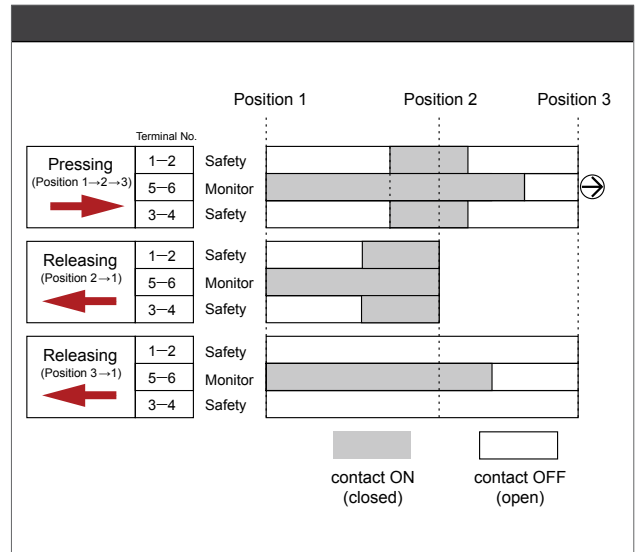 Position 1 Position 2 Position 3
Terminal No.
Pressing
(Position 1→2→3)
1—2 Safety
5—6 Monitor
3—4 Safety
Releasing
(Position 2→1)
1—2 Safety
5—6 Monitor
3—4 Safety
Releasing
(Position 3→1)
1—2 Safety
5—6 Monitor
3—4 Safety
contact ON
(closed)
contact OFF
(open)